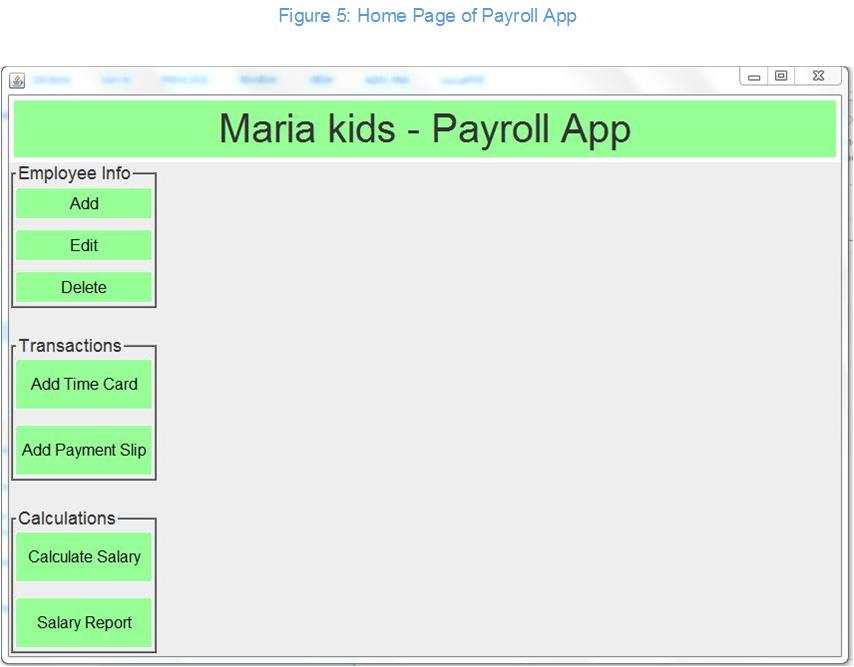 Figure 5: Home Page of Payroll App
Maria kids - Payroll App
Employee Info
Add
Edit
Delete
Transactions
Add Time Card
Add Payment Slip
Calculations
Calculate Salary
Salary Report